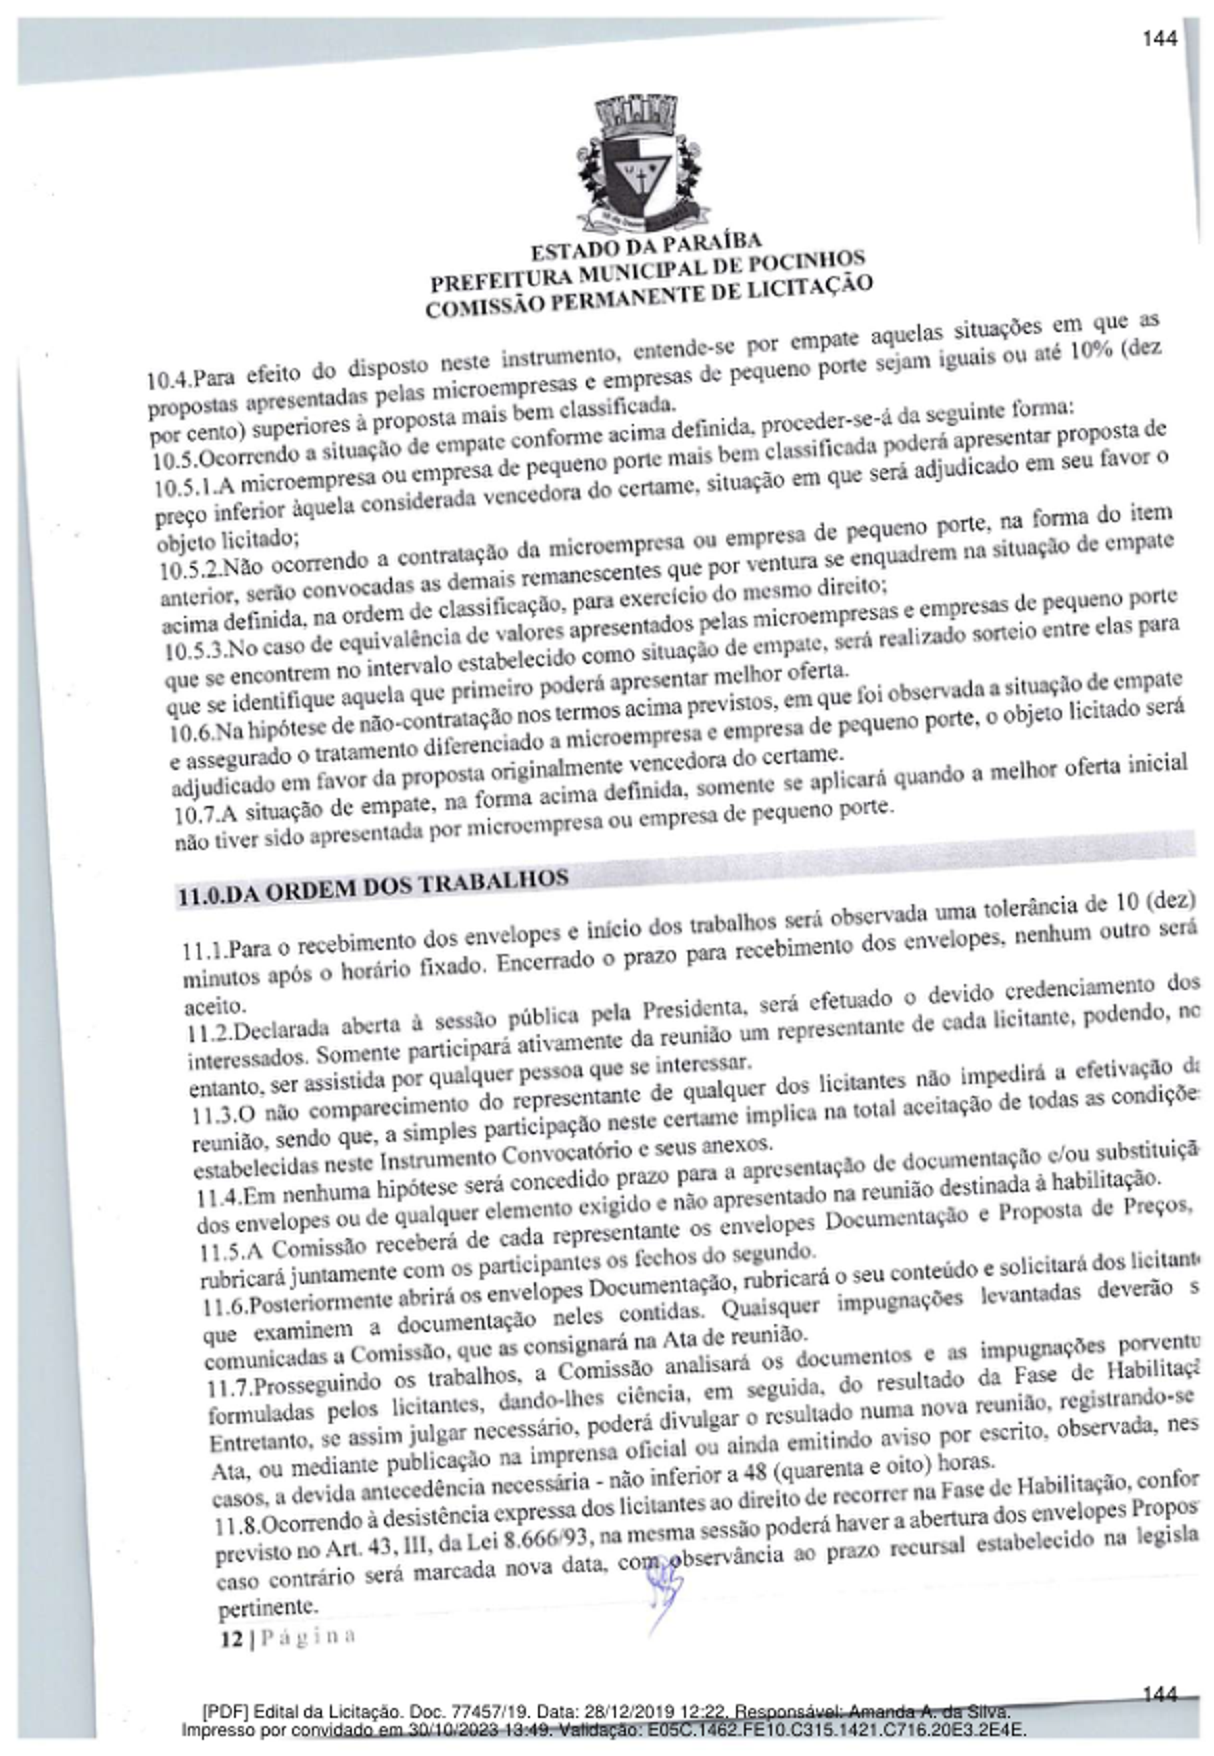 144
ESTADO DA PARAÍBA
PREFEITURA MUNICIPAL DE POCINHOS
COMISSÃO PERMANENTE DE LICITAÇÃO
10.4.Para efeito do disposto neste instrumento, entende-se por empate aquelas situações em que as
propostas apresentadas pelas microempresas e empresas de pequeno porte sejam iguais ou até 10% (dez
por cento) superiores à proposta mais bem classificada.
10.5.Ocorrendo a situação de empate conforme acima definida, proceder-se-á da seguinte forma:
10.5.1.A microempresa ou empresa de pequeno porte mais bem classificada poderá apresentar proposta de
preço inferior àquela considerada vencedora do certame, situação em que será adjudicado em seu favor o
objeto licitado;
10.5.2.Não ocorrendo a contratação da microempresa ou empresa de pequeno porte, na forma do item
anterior, serão convocadas as demais remanescentes que por ventura se enquadrem na situação de empate
acima definida, na ordem de classificação, para exercício do mesmo direito;
10.5.3.No caso de equivalência de valores apresentados pelas microempresas e empresas de pequeno porte
que se encontrem no intervalo estabelecido como situação de empate, será realizado sorteio entre elas para
que se identifique aquela que primeiro poderá apresentar melhor oferta.
10.6.Na hipótese de não-contratação nos termos acima previstos, em que foi observada a situação de empate
e assegurado o tratamento diferenciado a microempresa e empresa de pequeno porte, o objeto licitado será
adjudicado em favor da proposta originalmente vencedora do certame.
10.7.A situação de empate, na forma acima definida, somente se aplicará quando a melhor oferta inicial
não tiver sido apresentada por microempresa ou empresa de pequeno porte.
11.0.DA ORDEM DOS TRABALHOS
11.1.Para o recebimento dos envelopes e início dos trabalhos será observada uma tolerância de 10 (dez)
minutos após o horário fixado. Encerrado o prazo para recebimento dos envelopes, nenhum outro será
aceito.
11.2.Declarada aberta à sessão pública pela Presidenta, será efetuado o devido credenciamento dos
interessados. Somente participará ativamente da reunião um representante de cada licitante, podendo, no
entanto, ser assistida por qualquer pessoa que se interessar.
11.3.O não comparecimento do representante de qualquer dos licitantes não impedirá a efetivação da
reunião, sendo que, a simples participação neste certame implica na total aceitação de todas as condiçõe
estabelecidas neste Instrumento Convocatório e seus anexos.
11.4.Em nenhuma hipótese será concedido prazo para a apresentação de documentação e/ou substituiçã
dos envelopes ou de qualquer elemento exigido e não apresentado na reunião destinada à habilitação.
11.5.A Comissão receberá de cada representante os envelopes Documentação e Proposta de Preços,
rubricará juntamente com os participantes os fechos do segundo.
11.6.Posteriormente abrirá os envelopes Documentação, rubricará o seu conteúdo e solicitará dos licitant
que examinem a documentação neles contidas. Quaisquer impugnações levantadas deverão s
comunicadas a Comissão, que as consignará na Ata de reunião.
11.7.Prosseguindo os trabalhos, a Comissão analisará os documentos e as impugnações porventu
formuladas pelos licitantes, dando-lhes ciência, em seguida, do resultado da Fase de Habilitaçã
Entretanto, se assim julgar necessário, poderá divulgar o resultado numa nova reunião, registrando-se
Ata, ou mediante publicação na imprensa oficial ou ainda emitindo aviso por escrito, observada, nes
casos, a devida antecedência necessária - não inferior a 48 (quarenta e oito) horas.
11.8.Ocorrendo à desistência expressa dos licitantes ao direito de recorrer na Fase de Habilitação, confor
previsto no Art. 43, III, da Lei 8.666/93, na mesma sessão poderá haver a abertura dos envelopes Propos
caso contrário será marcada nova data, com observância ao prazo recursal estabelecido na legisla
pertinente.
12 | Página
144
[PDF] Edital da Licitação. Doc. 77457/19. Data: 28/12/2019 12:22. Responsável: Amanda A. da Silva.
Impresso por convidado em 30/10/2023 13:49. Validação: E05C.1462.FE10.C315.1421.C716.20E3.2E4E.